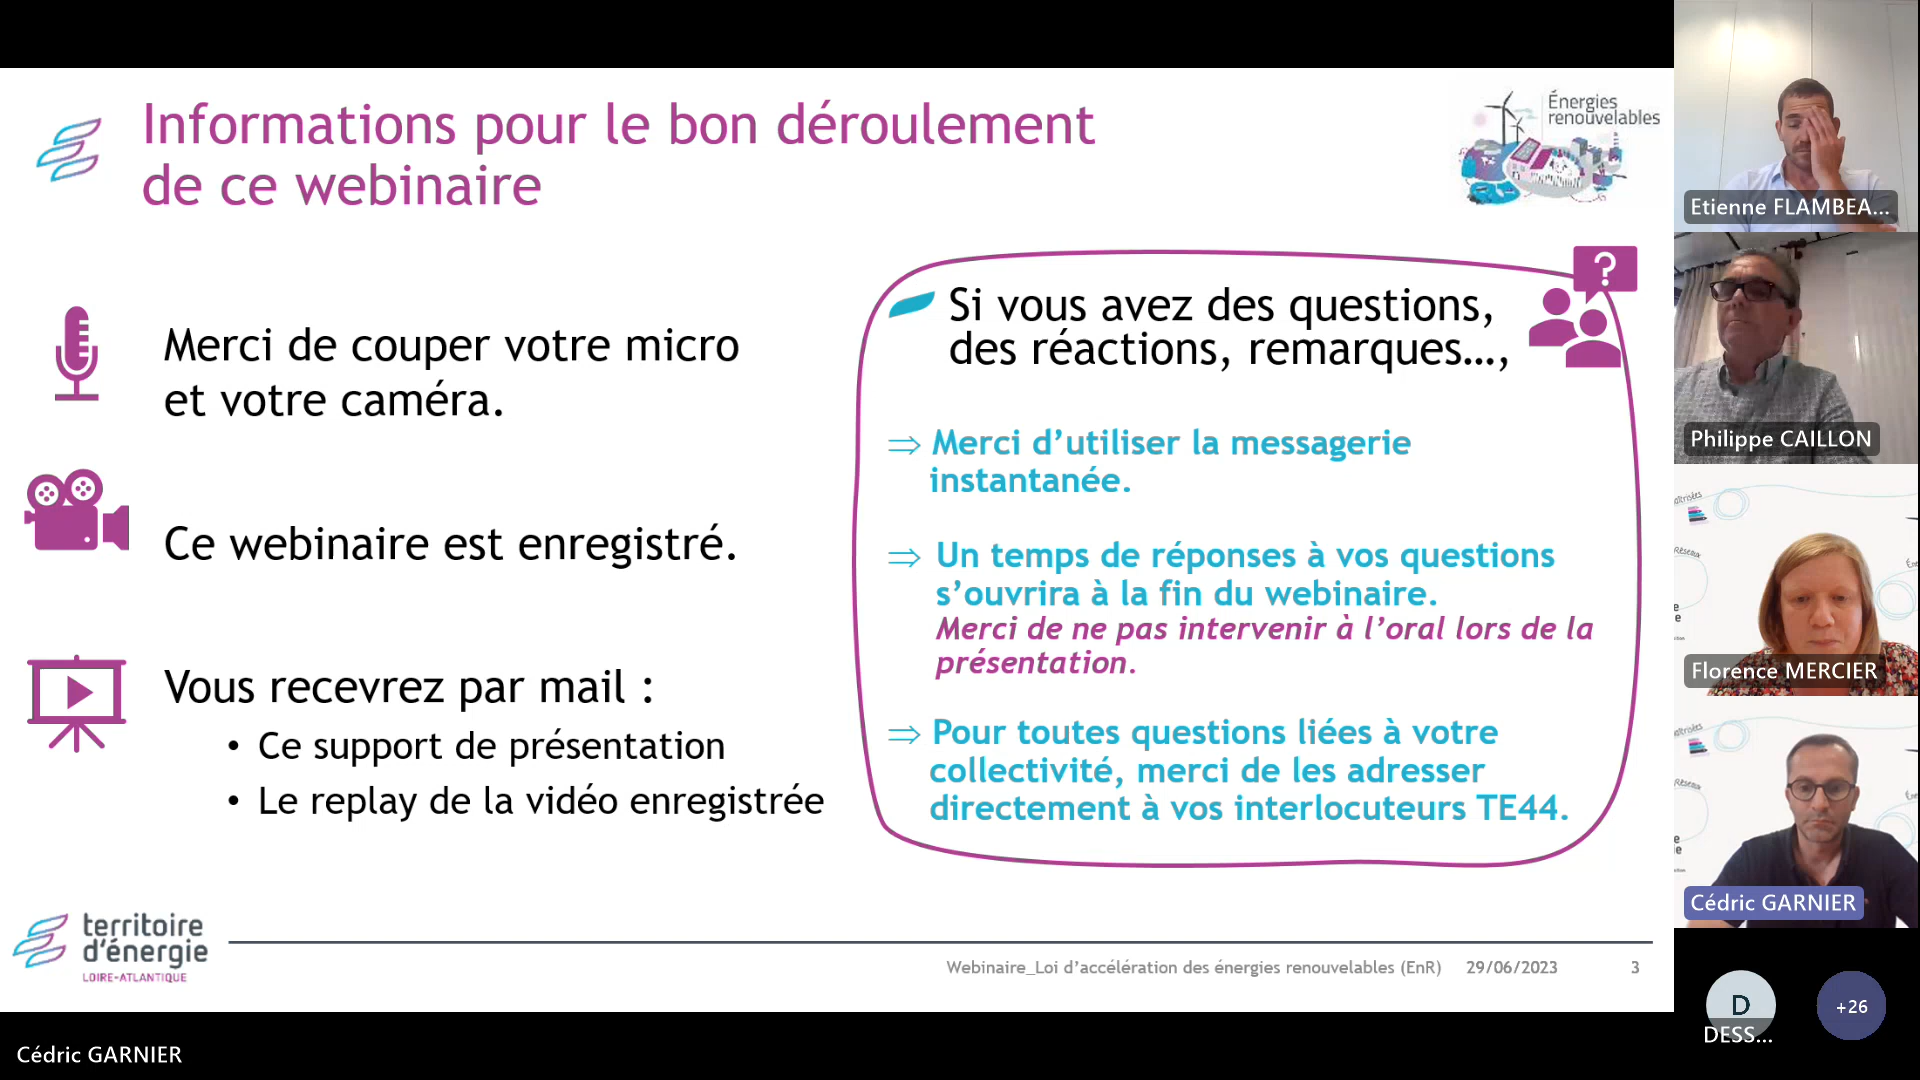 Informations pour le bon déroulement
de ce webinaire
Énergies
renouvelables
Merci de couper votre micro
et votre caméra.
Ce webinaire est enregistré.
Vous recevrez par mail :
• Ce support de présentation
• Le replay de la vidéo enregistrée
?
Si vous avez des questions,
des réactions, remarques...,
⇒ Merci d’utiliser la messagerie
instantanée.
⇒ Un temps de réponses à vos questions
s’ouvrira à la fin du webinaire.
Merci de ne pas intervenir à l’oral lors de la
présentation.
⇒ Pour toutes questions liées à votre
collectivité, merci de les adresser
directement à vos interlocuteurs TE44.
territoire
d’énergie
LOIRE-ATLANTIQUE
Webinaire_Loi d’accélération des énergies renouvelables (EnR) 29/06/2023 3
Cédric GARNIER
Etienne FLAMBEA...
Philippe CAILLON
Réseaux
Florence MERCIER
Réseaux
Cédric GARNIER
D
DESS...
+26